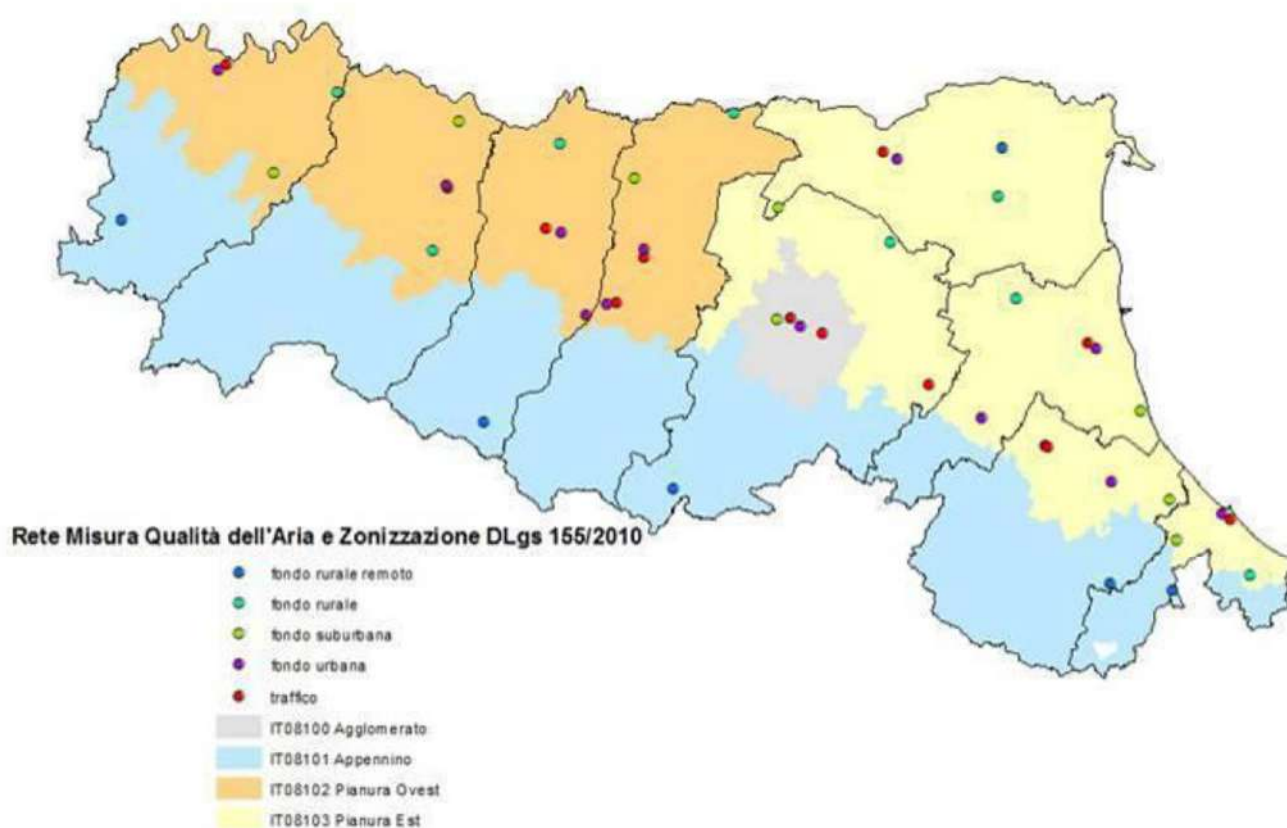 Rete Misura Qualità dell'Aria e Zonizzazione DLgs 155/2010
fondo rurale remoto
fondo rurale
fondo suburbana
fondo urbana
traffico
IT08100 Agglomerato
IT08101 Appennino
IT08102 Pianura Ovest
IT08103 Pianura Est